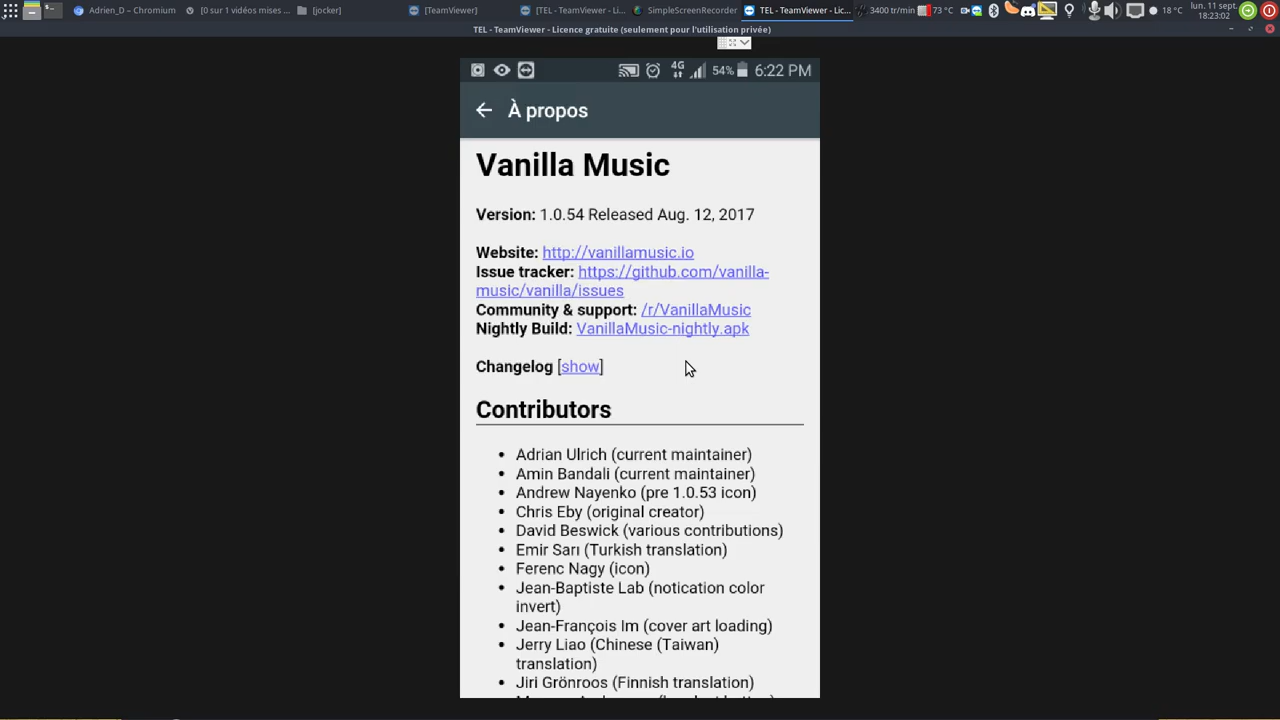 Adrien_D – Chromium
[0 sur 1 vidéos mises ...
[jocker]
[TeamViewer]
[TEL - TeamViewer - Li...
SimpleScreenRecorder
TEL - TeamViewer - Lic...
3400 tr/min
73 °C
18 °C
lun. 11 sept.
18:23:02
TEL - TeamViewer - Licence gratuite (seulement pour l'utilisation privée)
4G
54%
6:22 PM
À propos
Vanilla Music
Version: 1.0.54 Released Aug. 12, 2017
Website: http://vanillamusic.io
Issue tracker: https://github.com/vanilla-
music/vanilla/issues
Community & support: /r/VanillaMusic
Nightly Build: VanillaMusic-nightly.apk
Changelog [show]
Contributors
• Adrian Ulrich (current maintainer)
• Amin Bandali (current maintainer)
• Andrew Nayenko (pre 1.0.53 icon)
• Chris Eby (original creator)
• David Beswick (various contributions)
• Emir Sarı (Turkish translation)
• Ferenc Nagy (icon)
• Jean-Baptiste Lab (notication color
invert)
• Jean-François Im (cover art loading)
• Jerry Liao (Chinese (Taiwan)
translation)
• Jiri Grönroos (Finnish translation)